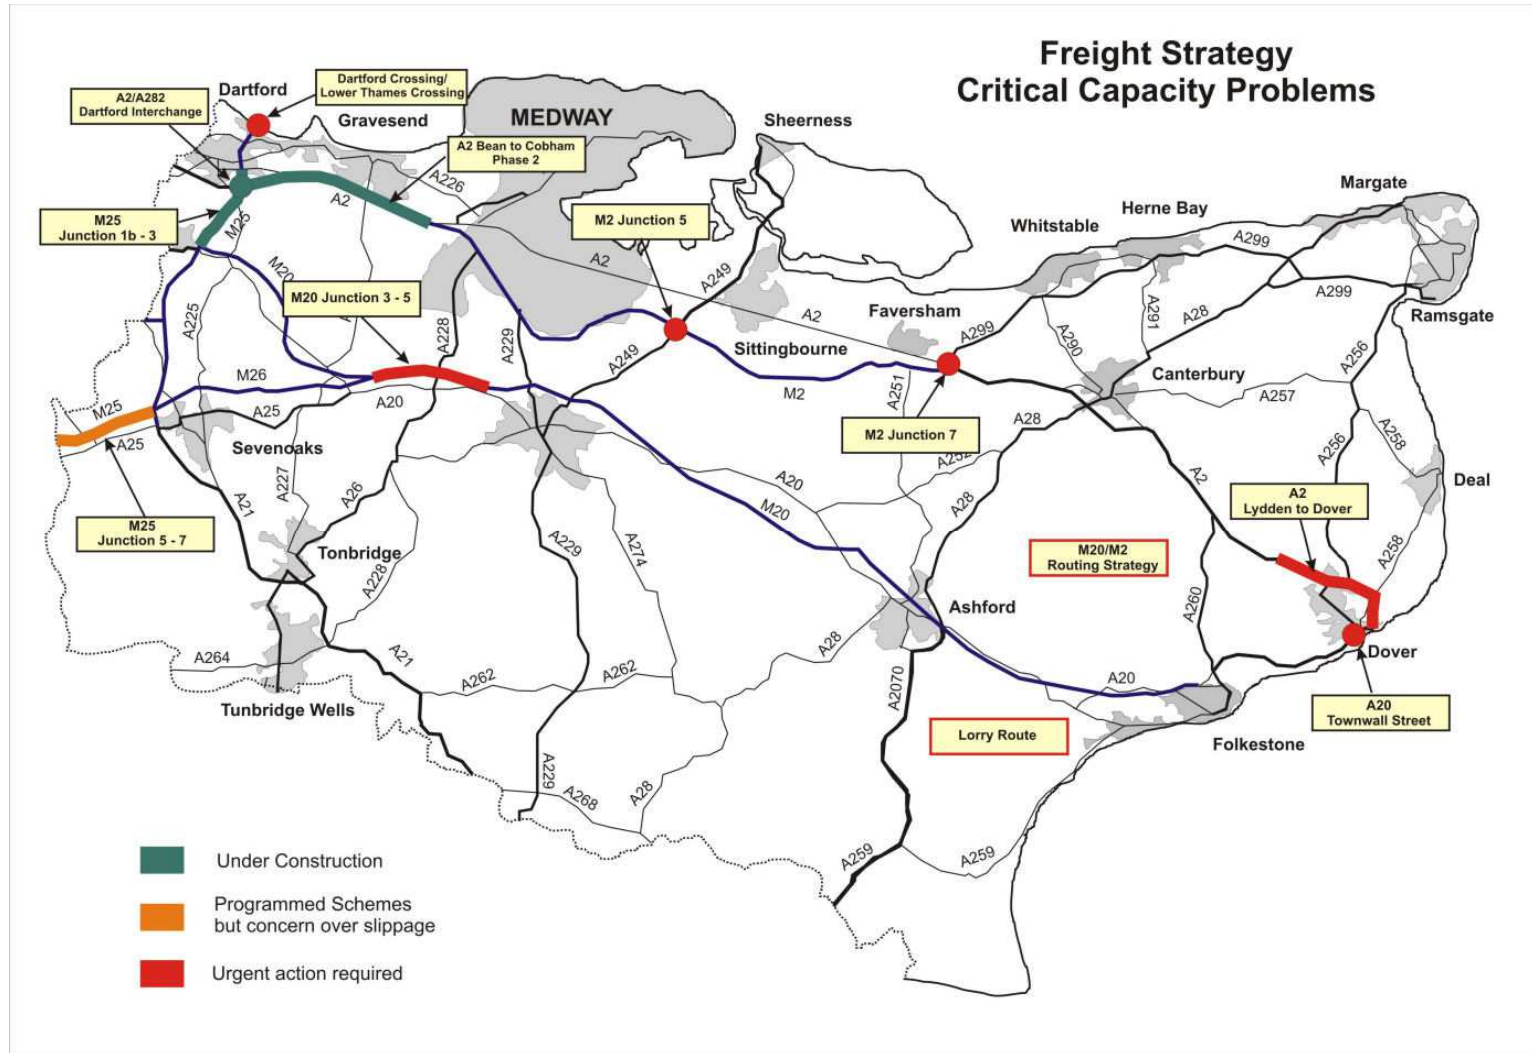 Freight Strategy
Critical Capacity Problems
Dartford
Dartford Crossing/
Lower Thames Crossing
A2/A282
Dartford Interchange
Gravesend
MEDWAY
Sheerness
A2 Bean to Cobham
Phase 2
A226
A2
M25
M25
Junction 1b - 3
M2 Junction 5
Margate
Herne Bay
Whitstable
A299
A2
A249
M20
M20 Junction 3 - 5
A299
Ramsgate
A225
A228
A229
A249
A2
Faversham
A299
A291
A28
A290
A256
Sittingbourne
M26
M2
A251
Canterbury
A257
M25
A25
A25
A20
M2 Junction 7
A28
A258
Sevenoaks
A252
A256
A2
Deal
A21
A227
A26
A20
M20
A28
A2
Lydden to Dover
M25
Junction 5 - 7
Tonbridge
A228
A229
A274
M20/M2
Routing Strategy
A258
Ashford
A260
A28
A264
A21
A262
A262
A2070
A20
Dover
Tunbridge Wells
A20
Townwall Street
Lorry Route
Folkestone
A229
A268
A28
A259
A259
Under Construction
Programmed Schemes
but concern over slippage
Urgent action required